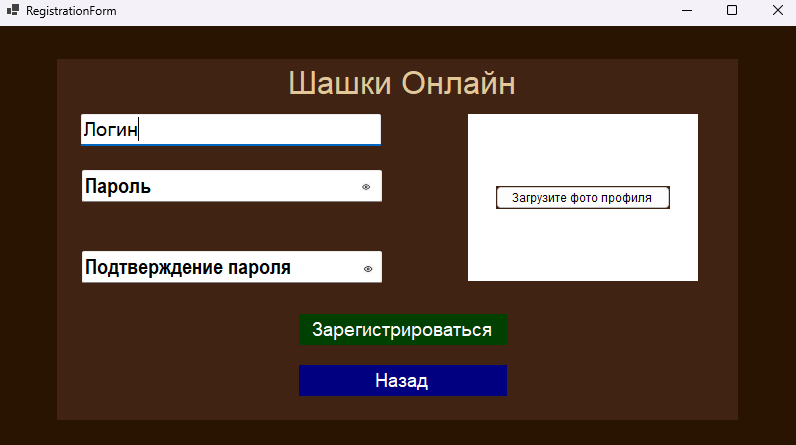 RegistrationForm
Шашки Онлайн
Логин
Пароль
Загрузите фото профиля
Подтверждение пароля
Зарегистрироваться
Назад